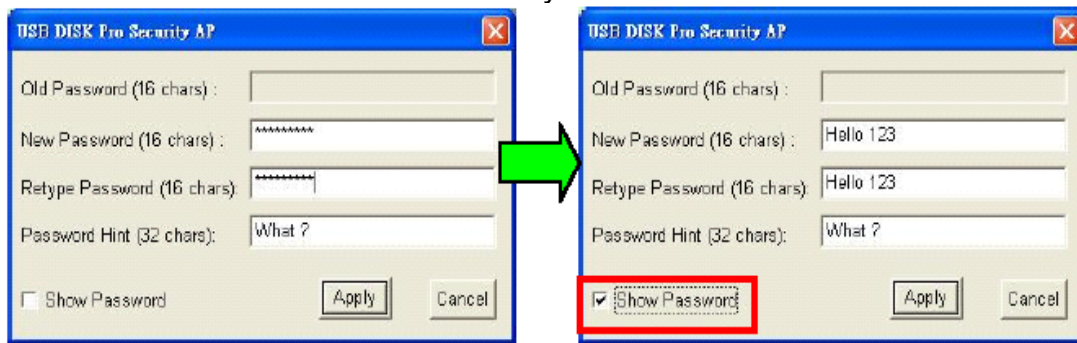 USB DISK Pro Security AP
Old Password (16 chars) :
New Password (16 chars) : *********
Retype Password (16 chars): *********
Password Hint (32 chars): What ?
Show Password Apply Cancel
USB DISK Pro Security AP
Old Password (16 chars) :
New Password (16 chars) : Hello 123
Retype Password (16 chars): Hello 123
Password Hint (32 chars): What ?
Show Password Apply Cancel